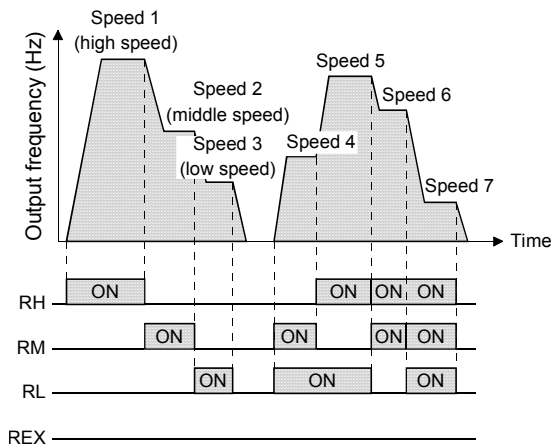 Speed 1
(high speed)
Speed 2
(middle speed)
Speed 3
(low speed)
Speed 4
Speed 5
Speed 6
Speed 7
Output frequency (Hz)
Time
RH
ON
ON
ON
ON
RM
ON
ON
ON
ON
RL
ON
ON
ON
REX